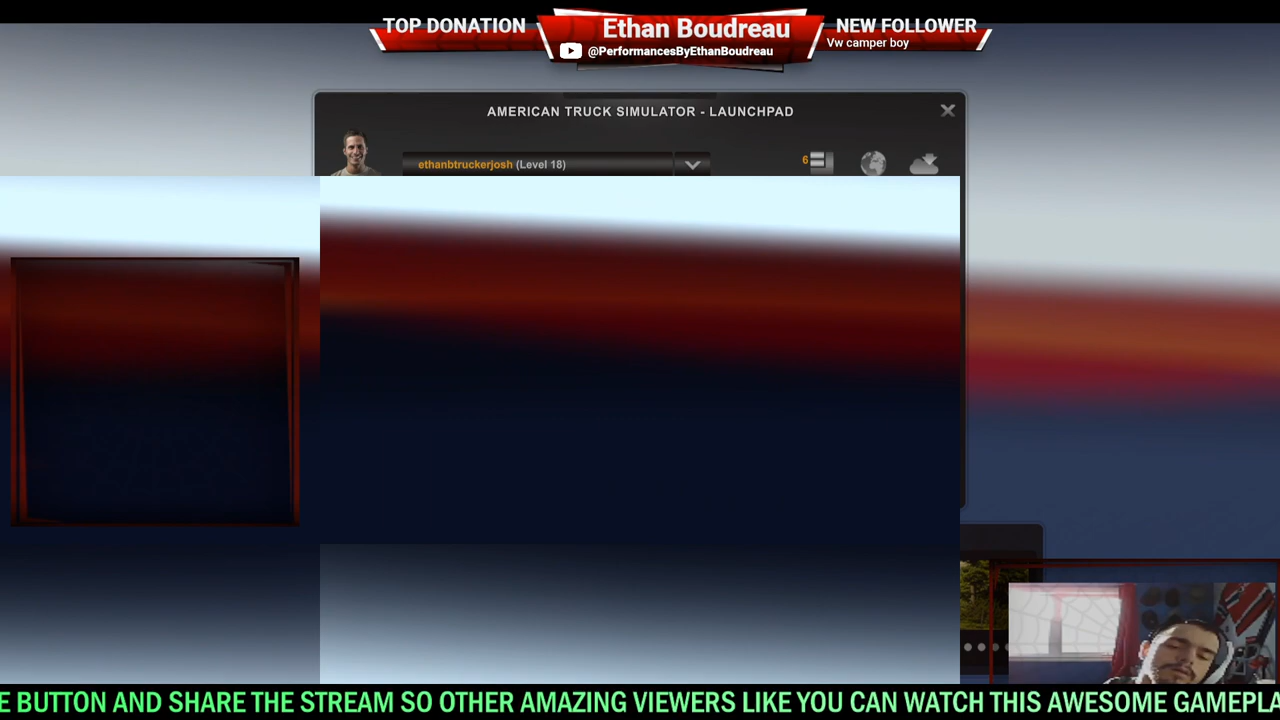 TOP DONATION
Ethan Boudreau
NEW FOLLOWER
@PerformancesByEthanBoudreau
Vw camper boy
AMERICAN TRUCK SIMULATOR - LAUNCHPAD
ethanbtruckerjosh (Level 18)
6
E BUTTON AND SHARE THE STREAM SO OTHER AMAZING VIEWERS LIKE YOU CAN WATCH THIS AWESOME GAMEPLA